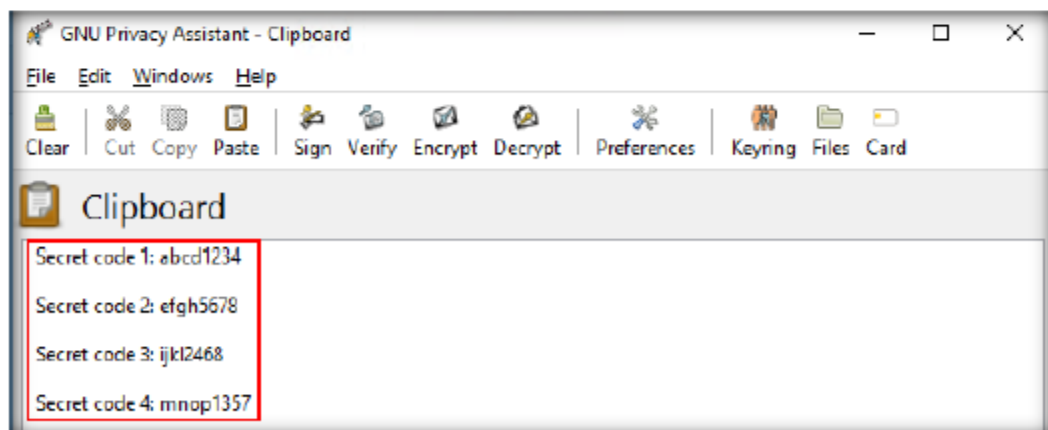 GNU Privacy Assistant - Clipboard
File Edit Windows Help
Clear Cut Copy Paste Sign Verify Encrypt Decrypt Preferences Keyring Files Card
Clipboard
Secret code 1: abcd1234
Secret code 2: efgh5678
Secret code 3: ijkl2468
Secret code 4: mnop1357